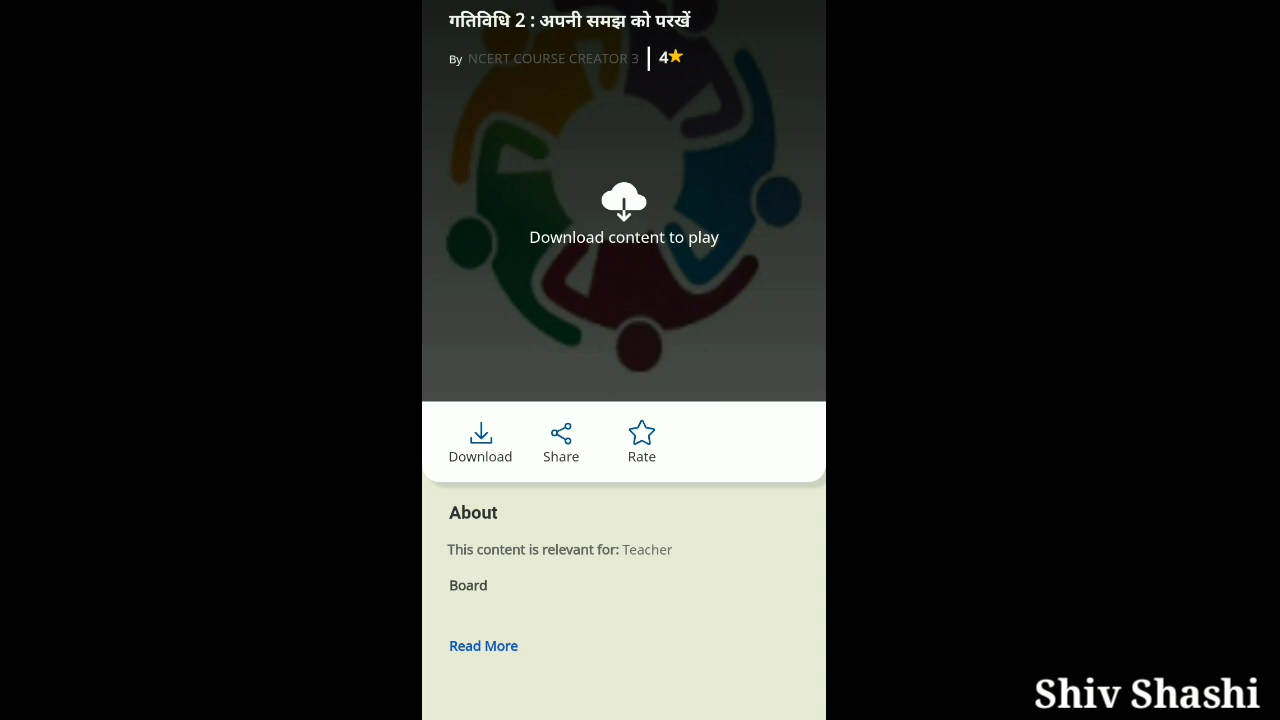 गतिविधि 2 : अपनी समझ को परखें
By NCERT COURSE CREATOR 3 | 4
Download content to play
Download Share Rate
About
This content is relevant for: Teacher
Board
Read More
Shiv Shashi